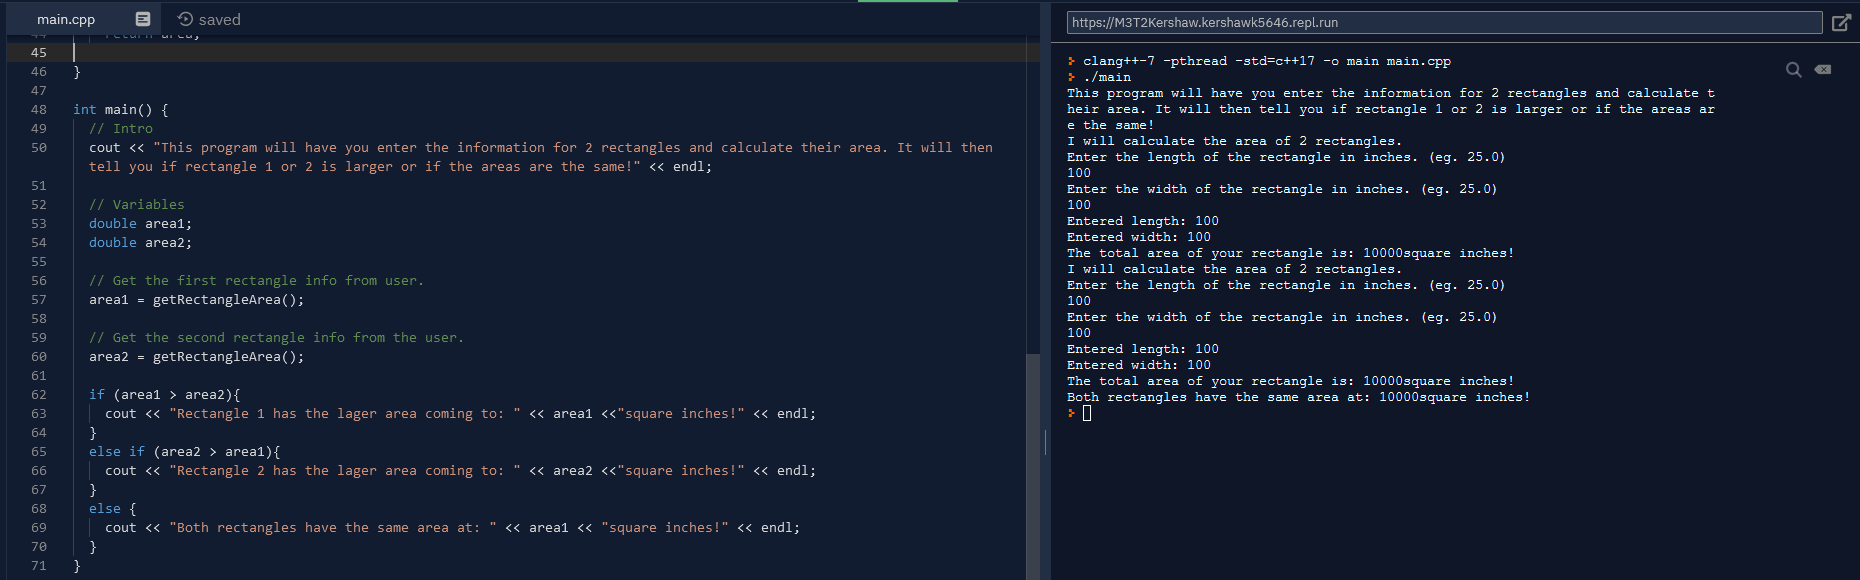 main.cpp
saved
44 return area;
45
46 }
47
48 int main() {
49 // Intro
50 cout << "This program will have you enter the information for 2 rectangles and calculate their area. It will then
tell you if rectangle 1 or 2 is larger or if the areas are the same!" << endl;
51
52 // Variables
53 double area1;
54 double area2;
55
56 // Get the first rectangle info from user.
57 area1 = getRectangleArea();
58
59 // Get the second rectangle info from the user.
60 area2 = getRectangleArea();
61
62 if (area1 > area2){
63 cout << "Rectangle 1 has the lager area coming to: " << area1 <<"square inches!" << endl;
64 }
65 else if (area2 > area1){
66 cout << "Rectangle 2 has the lager area coming to: " << area2 <<"square inches!" << endl;
67 }
68 else {
69 cout << "Both rectangles have the same area at: " << area1 << "square inches!" << endl;
70 }
71 }
https://M3T2Kershaw.kershawk5646.repl.run
clang++-7 -pthread -std=c++17 -o main main.cpp
./main
This program will have you enter the information for 2 rectangles and calculate t
heir area. It will then tell you if rectangle 1 or 2 is larger or if the areas ar
e the same!
I will calculate the area of 2 rectangles.
Enter the length of the rectangle in inches. (eg. 25.0)
100
Enter the width of the rectangle in inches. (eg. 25.0)
100
Entered length: 100
Entered width: 100
The total area of your rectangle is: 10000square inches!
I will calculate the area of 2 rectangles.
Enter the length of the rectangle in inches. (eg. 25.0)
100
Enter the width of the rectangle in inches. (eg. 25.0)
100
Entered length: 100
Entered width: 100
The total area of your rectangle is: 10000square inches!
Both rectangles have the same area at: 10000square inches!